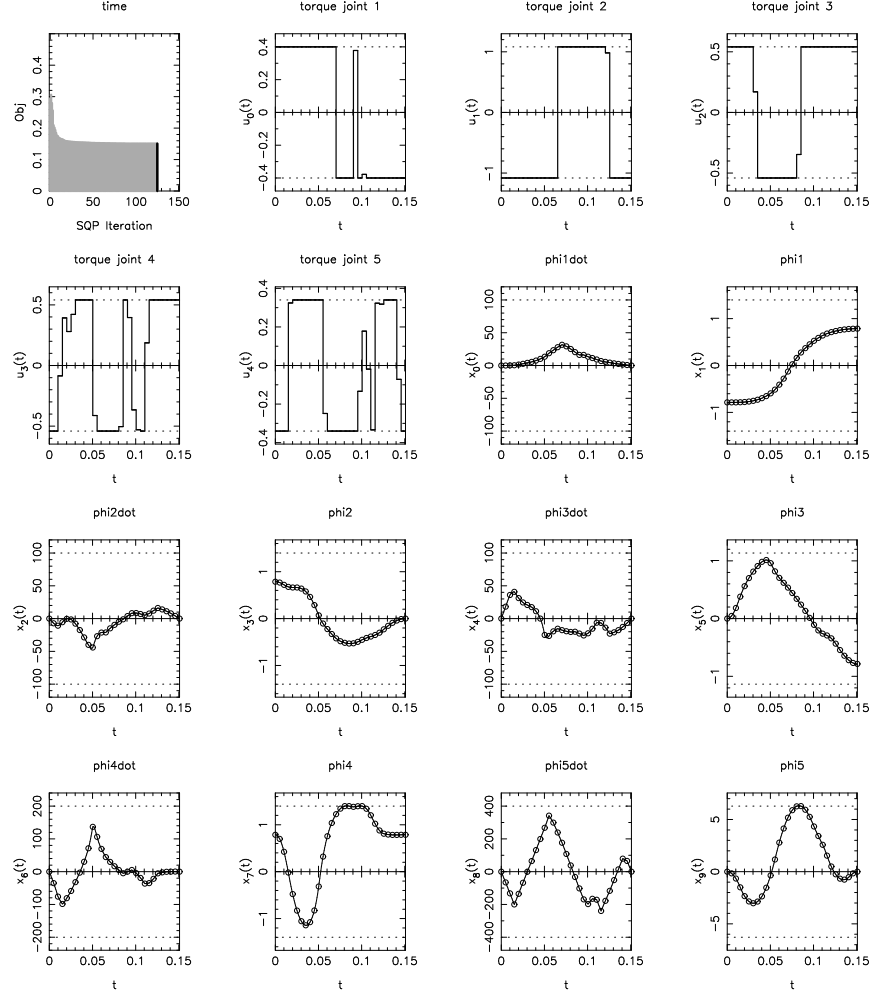 time
torque joint 1
torque joint 2
torque joint 3
Obj
0 0.1 0.2 0.3 0.4
0 50 100 150
SQP Iteration
u0(t)
−0.4 −0.2 0 0.2 0.4
0 0.05 0.1 0.15
t
u1(t)
−1 0 1
0 0.05 0.1 0.15
t
u2(t)
−0.5 0 0.5
0 0.05 0.1 0.15
t
torque joint 4
torque joint 5
phi1dot
phi1
u3(t)
−0.5 0 0.5
0 0.05 0.1 0.15
t
u4(t)
−0.4 −0.2 0 0.2 0.4
0 0.05 0.1 0.15
t
x0(t)
−100 −50 0 50 100
0 0.05 0.1 0.15
t
x1(t)
−1 0 1
0 0.05 0.1 0.15
t
phi2dot
phi2
phi3dot
phi3
x2(t)
−100 −50 0 50 100
0 0.05 0.1 0.15
t
x3(t)
−1 0 1
0 0.05 0.1 0.15
t
x4(t)
−100 −50 0 50 100
0 0.05 0.1 0.15
t
x5(t)
−1 0 1
0 0.05 0.1 0.15
t
phi4dot
phi4
phi5dot
phi5
x6(t)
−200 −100 0 100 200
0 0.05 0.1 0.15
t
x7(t)
−1 0 1
0 0.05 0.1 0.15
t
x8(t)
−400 −200 0 200 400
0 0.05 0.1 0.15
t
x9(t)
−5 0 5
0 0.05 0.1 0.15
t